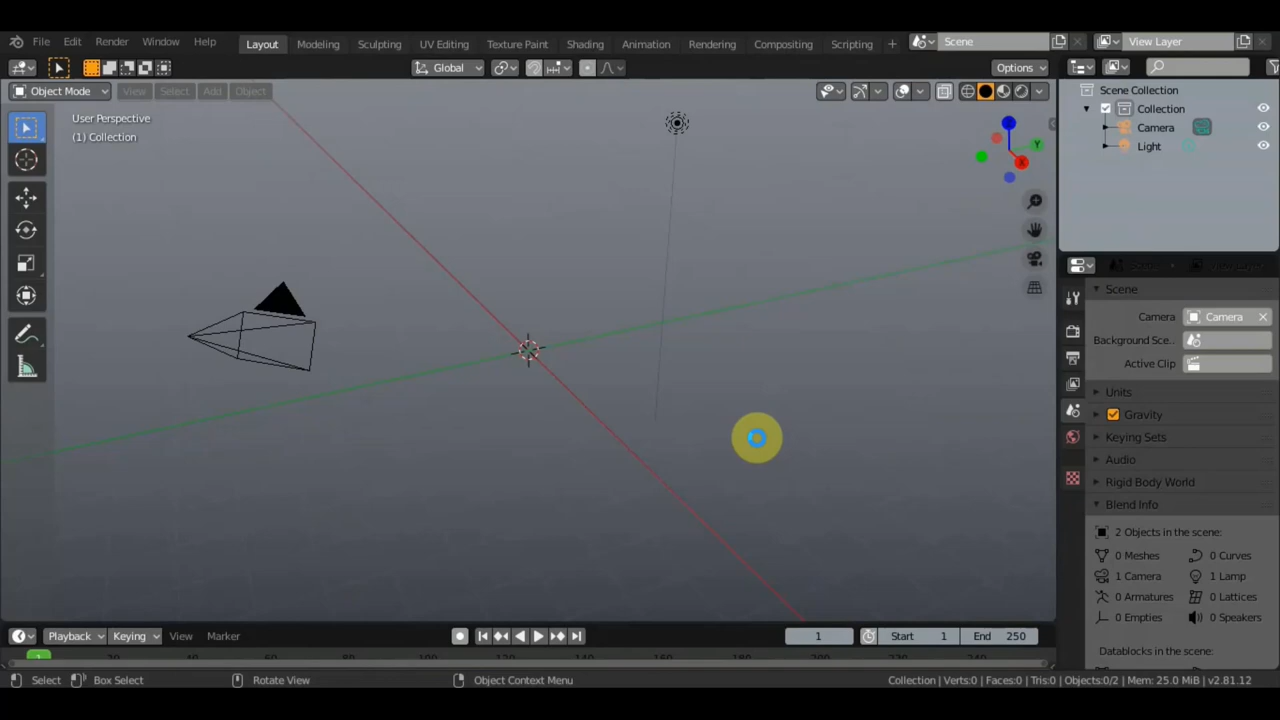 File Edit Render Window Help Layout Modeling Sculpting UV Editing Texture Paint Shading Animation Rendering Compositing Scripting + Scene View Layer
Global Options
Object Mode View Select Add Object
User Perspective
(1) Collection
Y
X
Scene Collection
Collection
Camera
Light
Scene
Camera Camera
Background Sce..
Active Clip
Units
Gravity
Keying Sets
Audio
Rigid Body World
Blend Info
2 Objects in the scene:
0 Meshes 0 Curves
1 Camera 1 Lamp
0 Armatures 0 Lattices
0 Empties 0 Speakers
Datablocks in the scene:
Playback Keying View Marker 1 Start 1 End 250
1
Select Box Select Rotate View Object Context Menu Collection | Verts:0 | Faces:0 | Tris:0 | Objects:0/2 | Mem: 25.0 MiB | v2.81.12